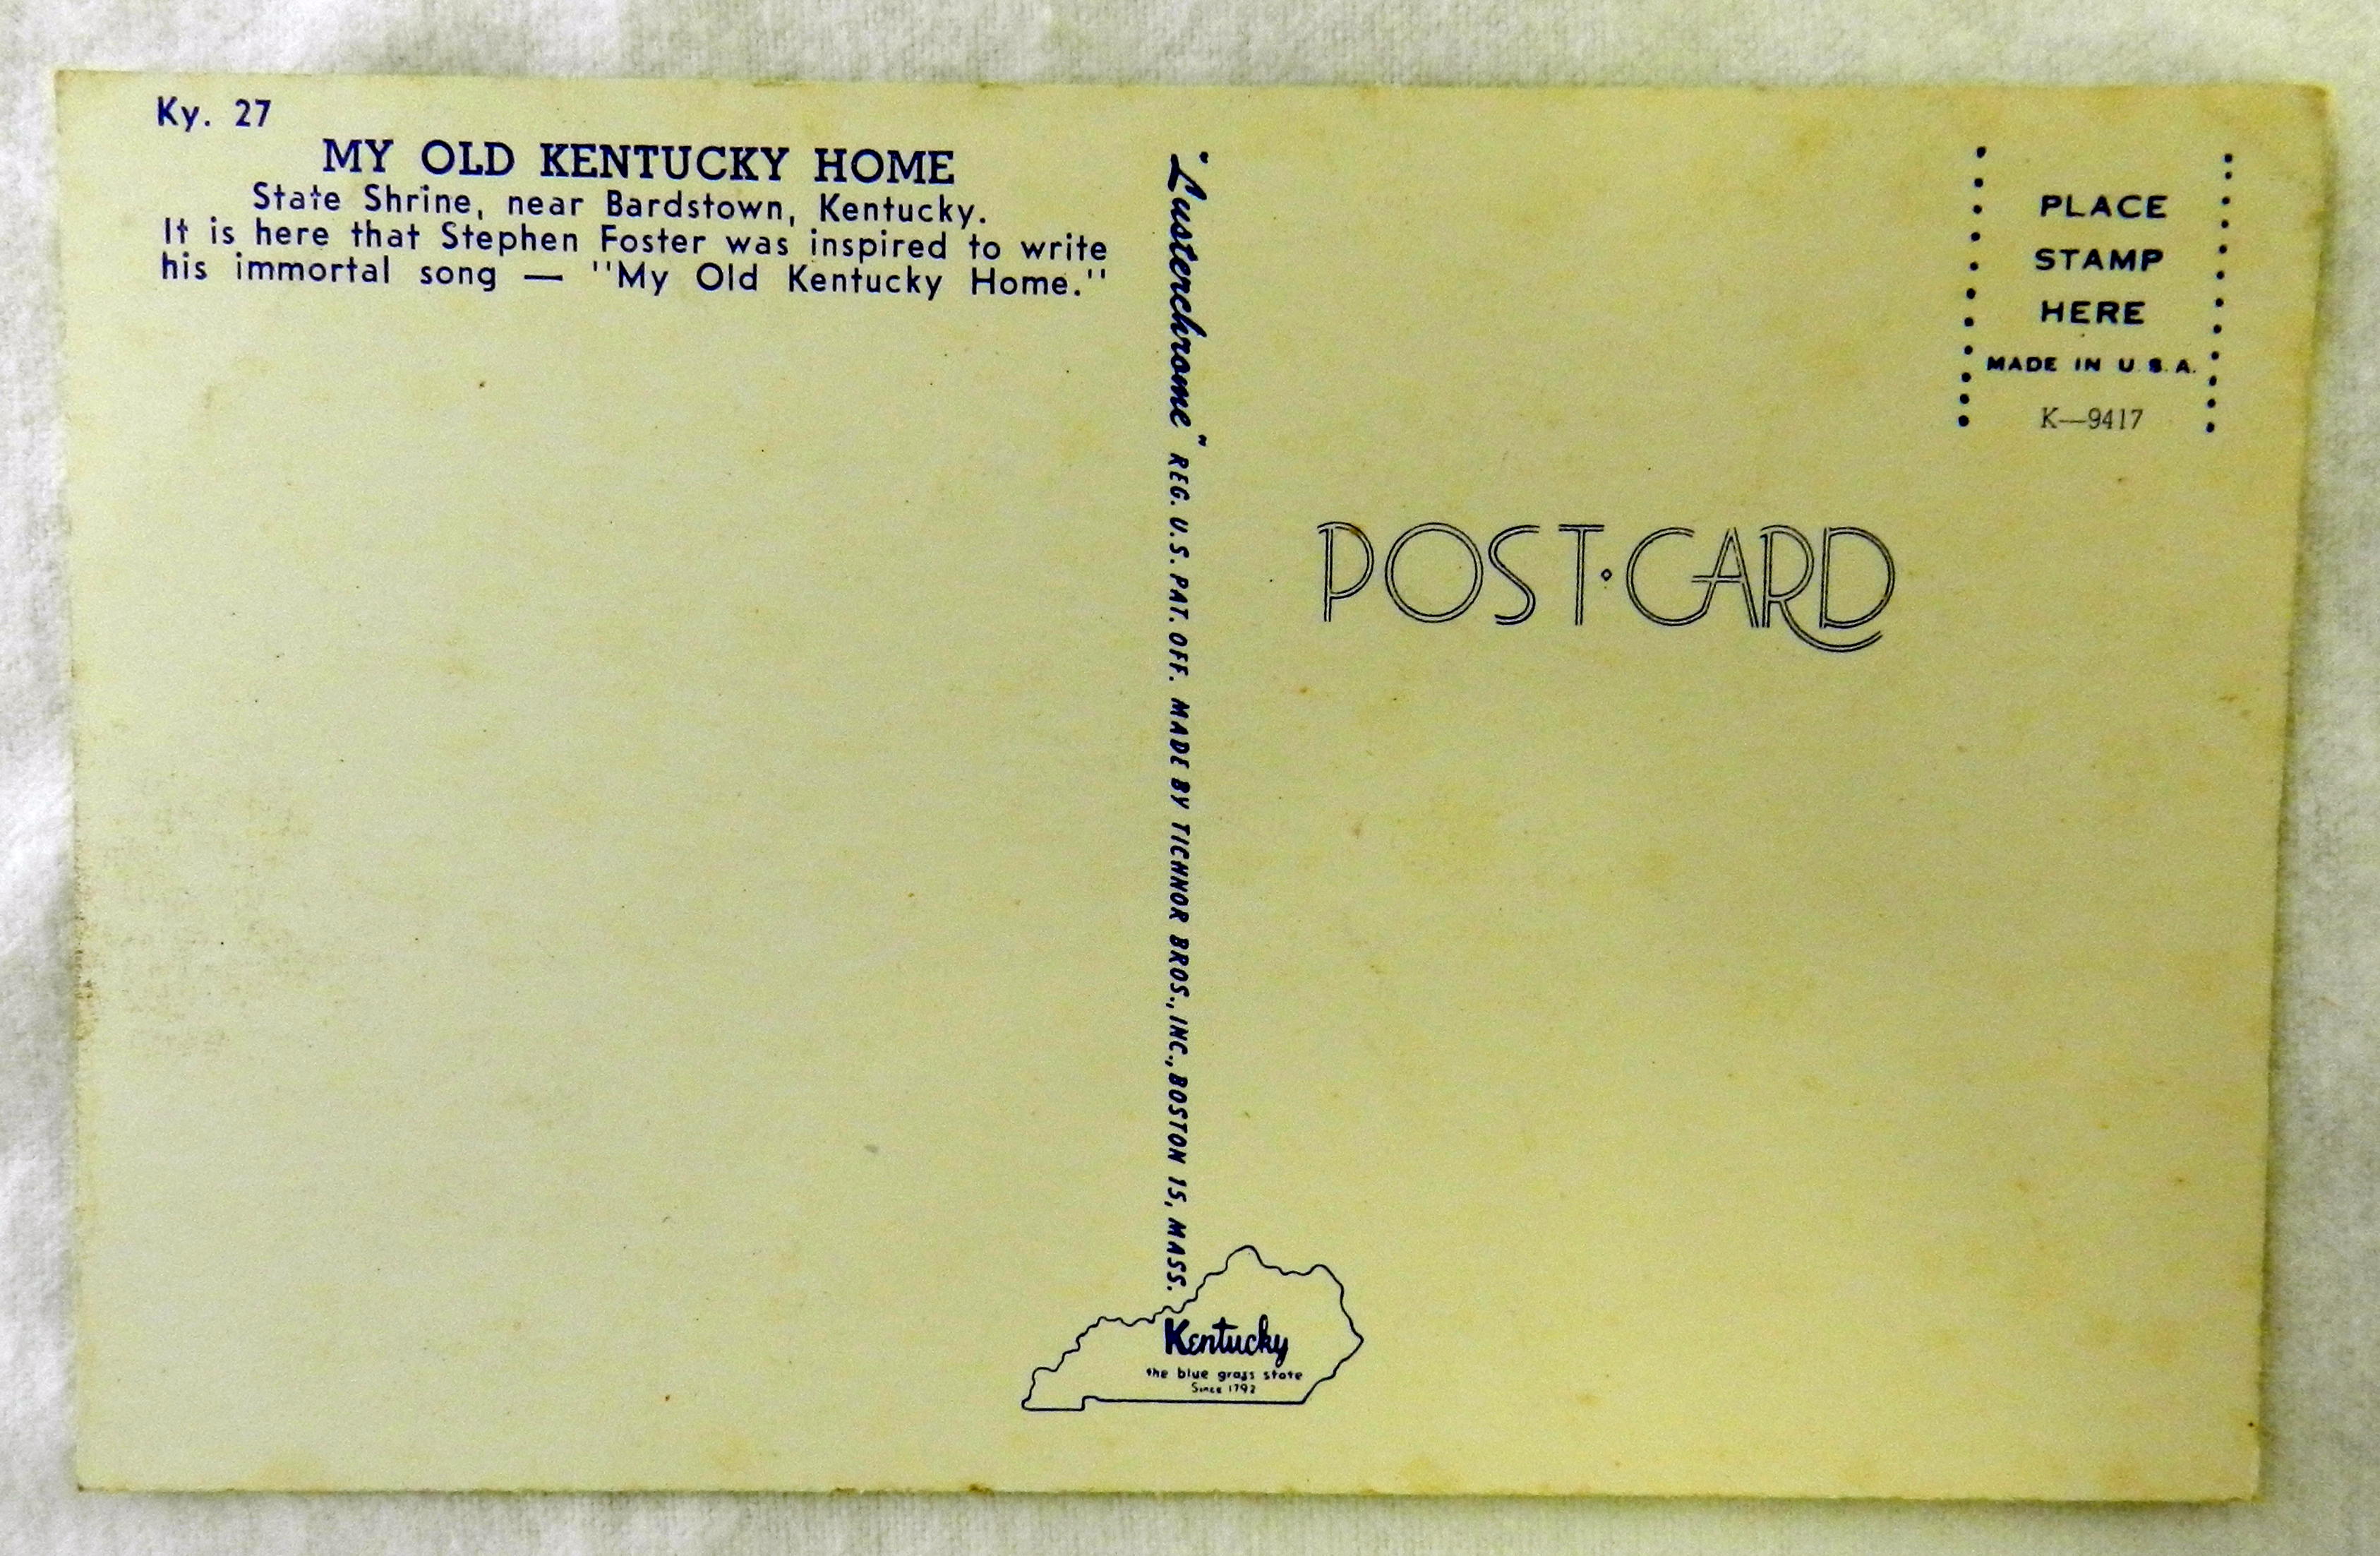 Ky. 27
MY OLD KENTUCKY HOME
State Shrine, near Bardstown, Kentucky.
It is here that Stephen Foster was inspired to write
his immortal song — "My Old Kentucky Home."
"Lusterchrome" REG. U.S. PAT. OFF. MADE BY TICHNOR BROS., INC., BOSTON 15, MASS.
PLACE
STAMP
HERE
MADE IN U.S.A.
K—9417
POST·CARD
Kentucky
the blue grass state
Since 1792